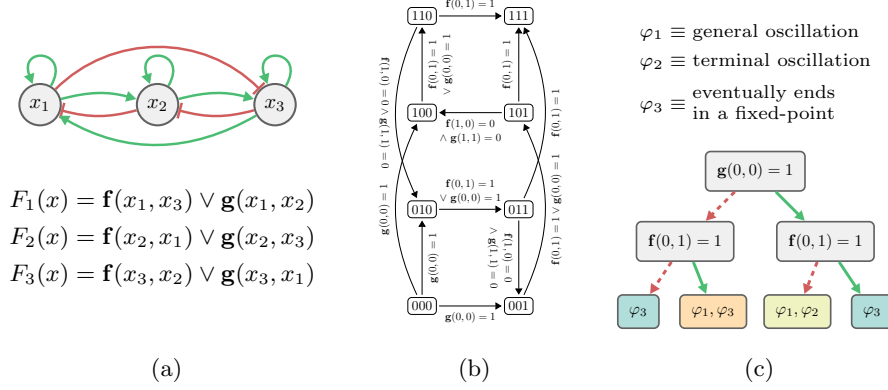 x₁
x₂
x₃
F₁(x) = f(x₁, x₃) ∨ g(x₁, x₂)
F₂(x) = f(x₂, x₁) ∨ g(x₂, x₃)
F₃(x) = f(x₃, x₂) ∨ g(x₃, x₁)
(a)
110
f(0, 1) = 1
111
f(0, 1) = 1
∨ g(0, 0) = 1
f(0, 1) = 1
f(1, 0) = 0 ∧ g(1, 1) = 0
f(0, 1) = 1
100
f(1, 0) = 0
∧ g(1, 1) = 0
101
g(0, 0) = 1
f(0, 1) = 1 ∨ g(0, 0) = 1
010
f(0, 1) = 1
∨ g(0, 0) = 1
011
g(0, 0) = 1
f(1, 0) = 0
∧ g(1, 1) = 0
000
g(0, 0) = 1
001
(b)
φ₁ ≡ general oscillation
φ₂ ≡ terminal oscillation
φ₃ ≡ eventually ends
in a fixed-point
g(0, 0) = 1
f(0, 1) = 1
f(0, 1) = 1
φ₃
φ₁, φ₃
φ₁, φ₂
φ₃
(c)